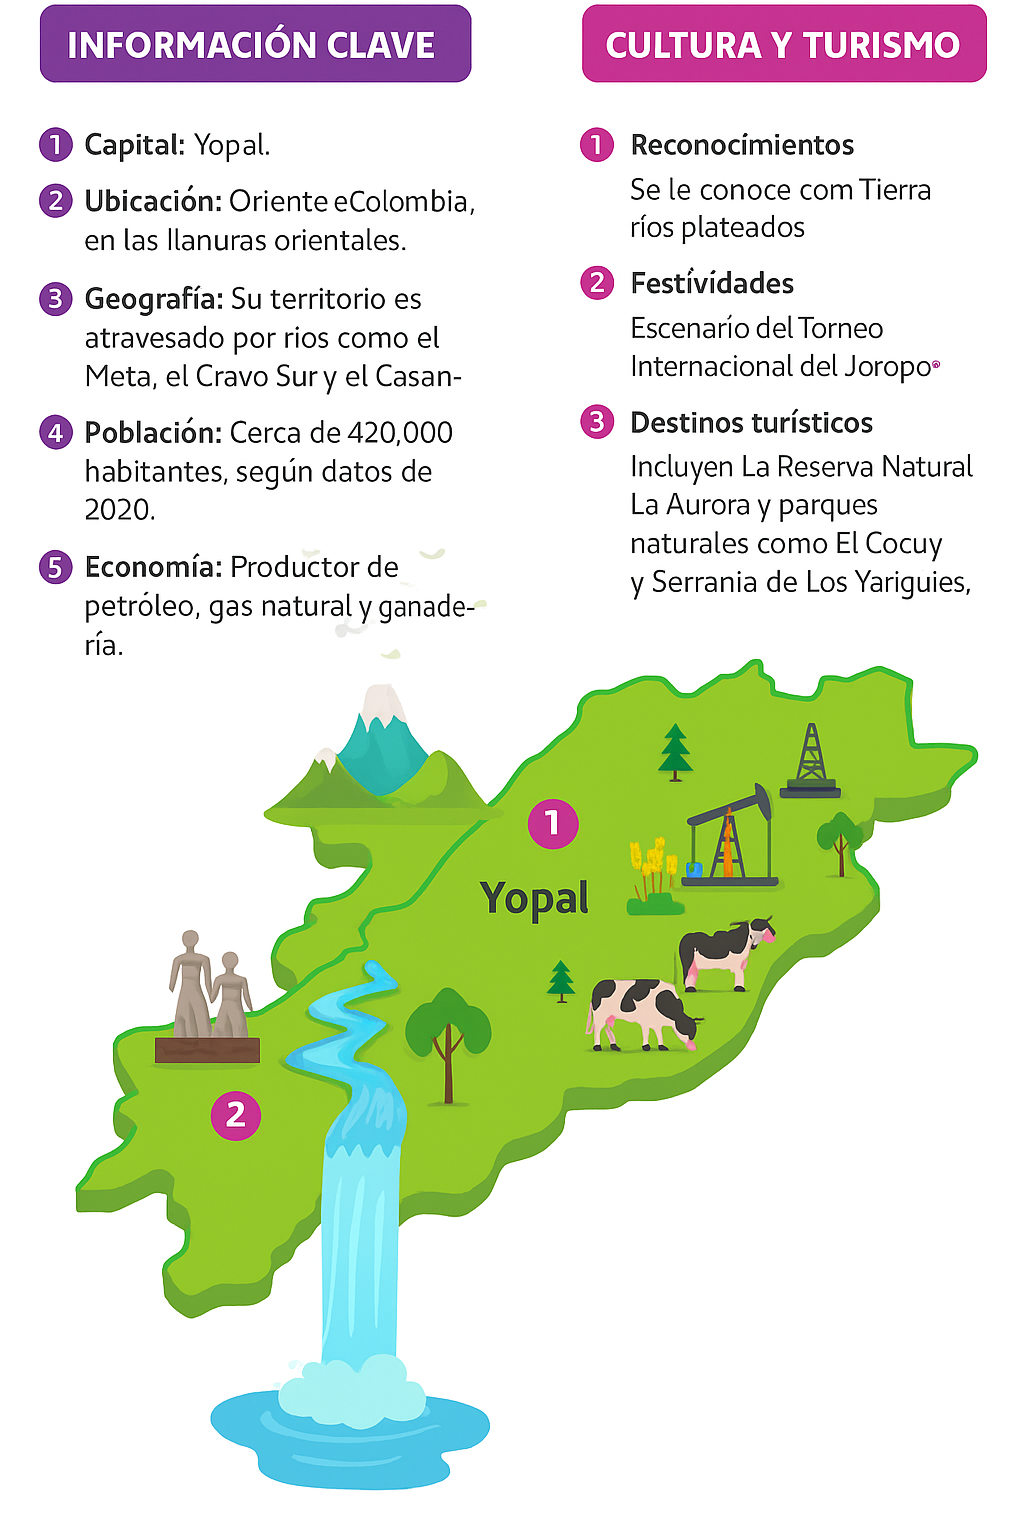 INFORMACIÓN CLAVE
1 Capital: Yopal.
2 Ubicación: Oriente eColombia,
en las llanuras orientales.
3 Geografía: Su territorio es
atravesado por rios como el
Meta, el Cravo Sur y el Casan-
4 Población: Cerca de 420,000
habitantes, según datos de
2020.
5 Economía: Productor de
petróleo, gas natural y ganade-
ría.
CULTURA Y TURISMO
1 Reconocímientos
Se le conoce com Tierra
ríos plateados
2 Festívidades
Escenarío del Torneo
Internacional del Joropo
3 Destinos turísticos
Incluyen La Reserva Natural
La Aurora y parques
naturales como El Cocuy
y Serrania de Los Yariguies,
1
Yopal
2